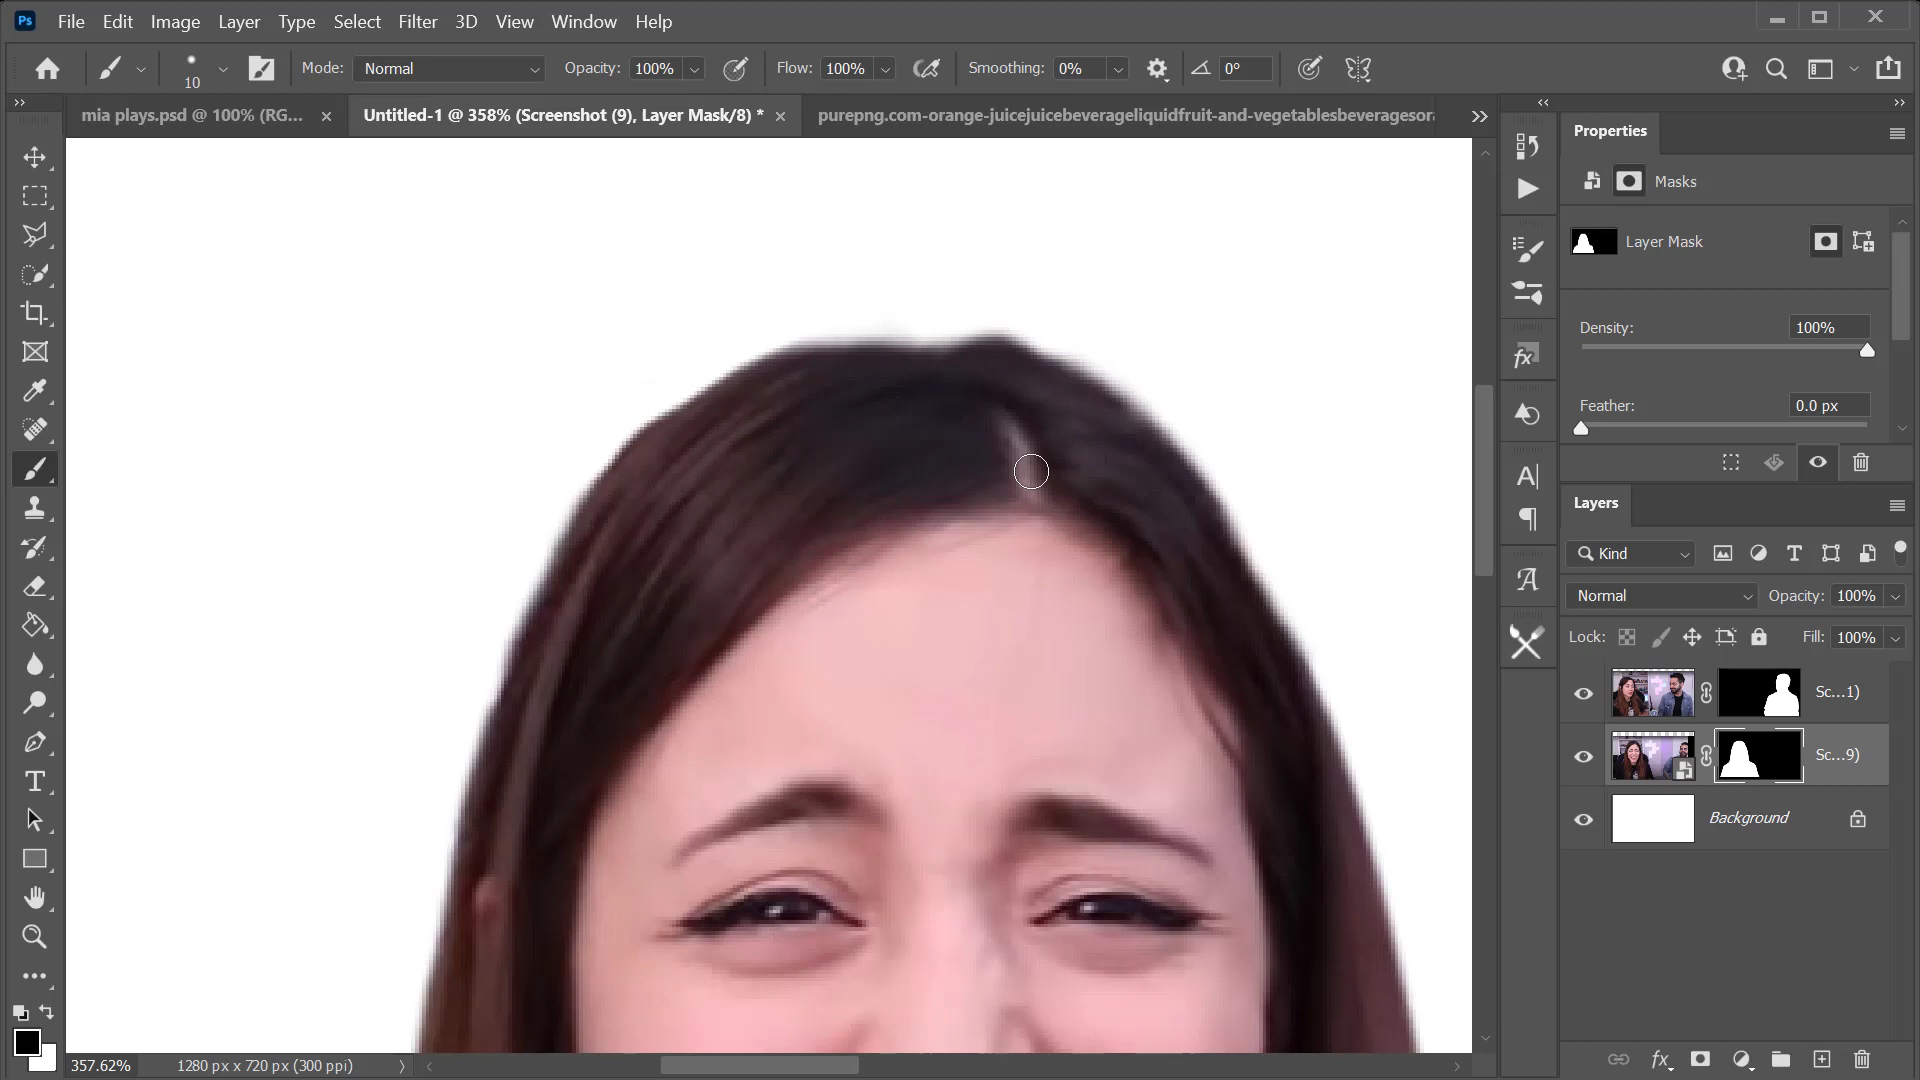 Ps File Edit Image Layer Type Select Filter 3D View Window Help
10 Mode: Normal Opacity: 100% Flow: 100% Smoothing: 0% 0°
mia plays.psd @ 100% (RG... × Untitled-1 @ 358% (Screenshot (9), Layer Mask/8) * × purepng.com-orange-juicejuicebeverageliquidfruit-and-vegetablesbeveragesora
Properties
Masks
Layer Mask
Density: 100%
Feather: 0.0 px
Layers
Kind
Normal Opacity: 100%
Lock: Fill: 100%
Sc...1)
Sc...9)
Background
357.62% 1280 px x 720 px (300 ppi)